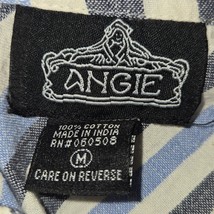 ANGIE
100% COTTON
MADE IN INDIA
RN#060508
M
CARE ON REVERSE